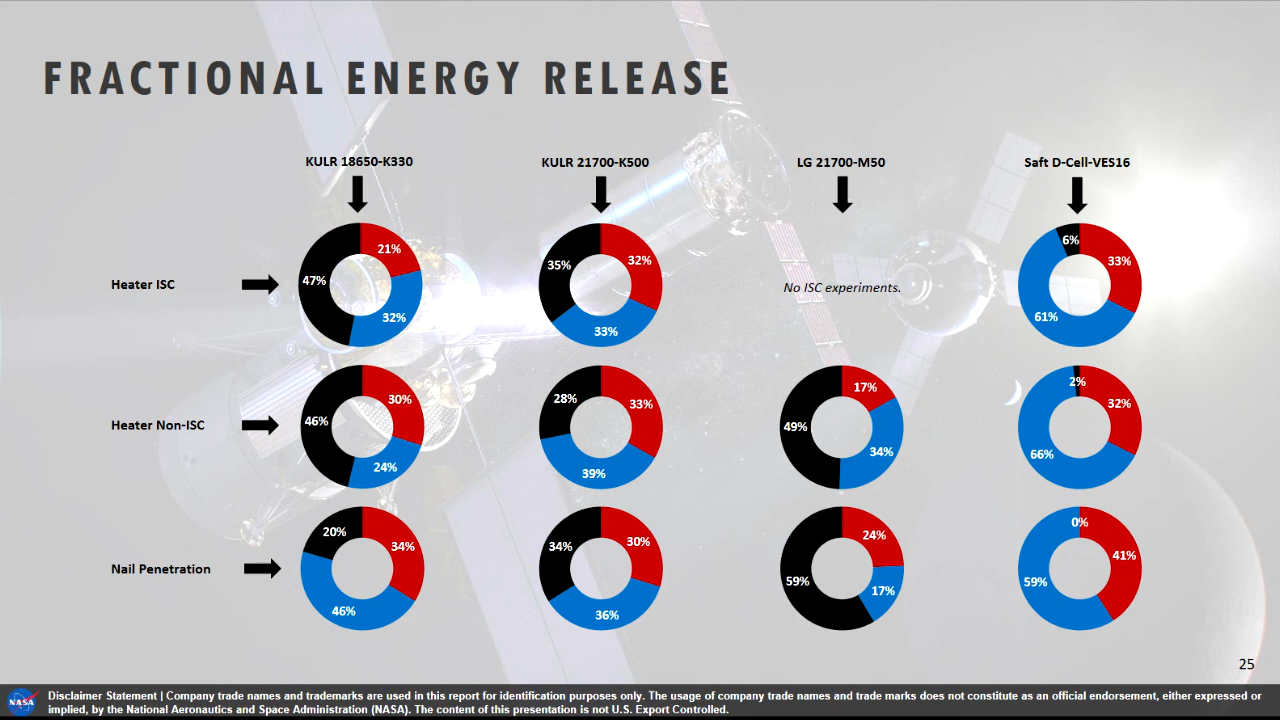 FRACTIONAL ENERGY RELEASE
KULR 18650-K330
KULR 21700-K500
LG 21700-M50
Saft D-Cell-VES16
Heater ISC
47%
21%
32%
35%
32%
33%
No ISC experiments.
6%
33%
61%
Heater Non-ISC
46%
30%
24%
28%
33%
39%
49%
17%
34%
2%
32%
66%
Nail Penetration
20%
34%
46%
34%
30%
36%
59%
24%
17%
0%
41%
59%
25
NASA
Disclaimer Statement | Company trade names and trademarks are used in this report for identification purposes only. The usage of company trade names and trade marks does not constitute as an official endorsement, either expressed or
implied, by the National Aeronautics and Space Administration (NASA). The content of this presentation is not U.S. Export Controlled.